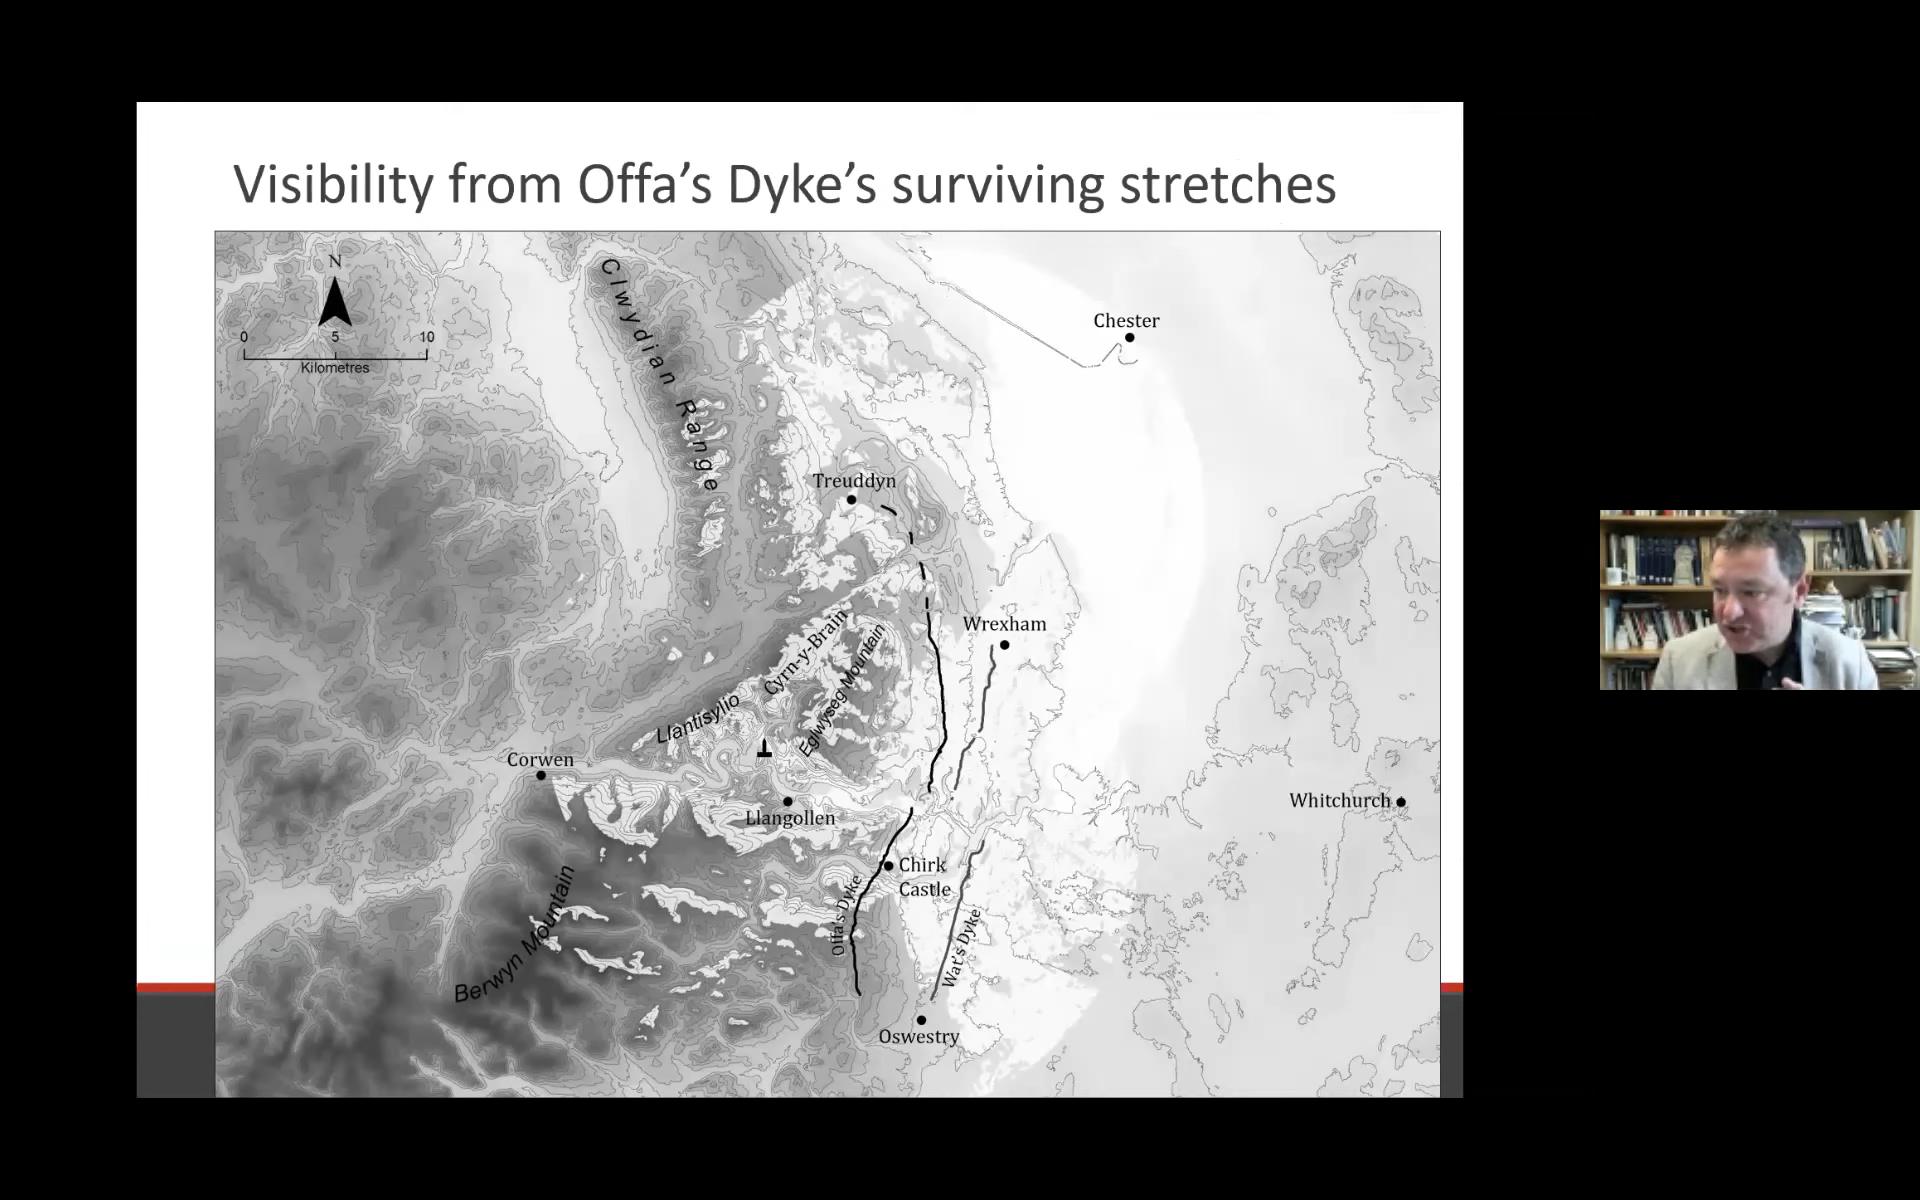 Visibility from Offa's Dyke's surviving stretches
N
0 5 10
Kilometres
Clwydian Range
Chester
Treuddyn
Wrexham
Cyrn-y-Brain
Eglwyseg Mountain
Llantisylio
Corwen
Llangollen
Whitchurch
Chirk
Castle
Offa's Dyke
Wat's Dyke
Berwyn Mountain
Oswestry